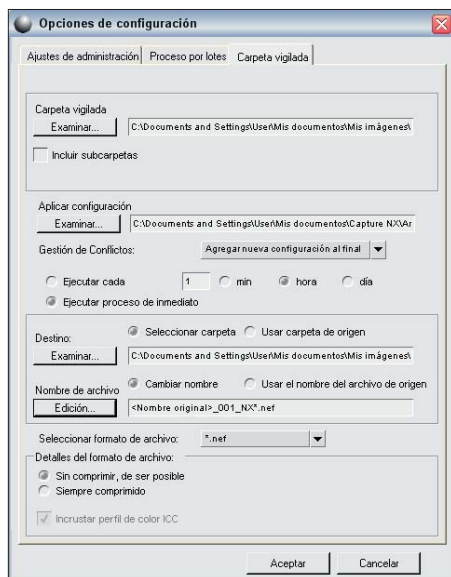 Opciones de configuración
Ajustes de administración Proceso por lotes Carpeta vigilada
Carpeta vigilada
Examinar... C:\Documents and Settings\User\Mis documentos\Mis imágenes\
Incluir subcarpetas
Aplicar configuración
Examinar... C:\Documents and Settings\User\Mis documentos\Capture NX\Ar
Gestión de Conflictos: Agregar nueva configuración al final
Ejecutar cada 1 min hora día
Ejecutar proceso de inmediato
Destino: Seleccionar carpeta Usar carpeta de origen
Examinar... C:\Documents and Settings\User\Mis documentos\Mis imágenes\
Nombre de archivo Cambiar nombre Usar el nombre del archivo de origen
Edición... <Nombre original>_001_NX*.nef
Seleccionar formato de archivo: *.nef
Detalles del formato de archivo:
Sin comprimir, de ser posible
Siempre comprimido
Incrustar perfil de color ICC
Aceptar Cancelar